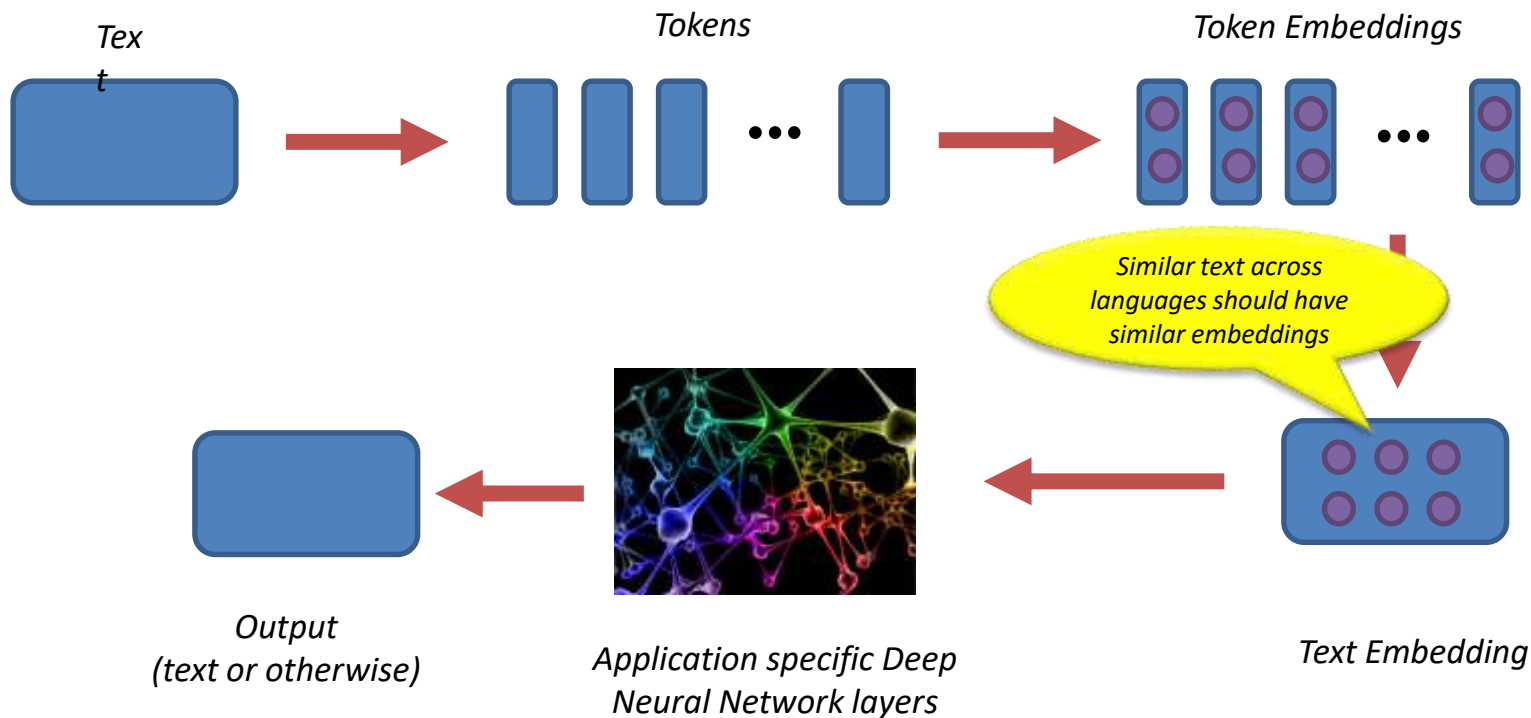 Tex
t
Tokens
Token Embeddings
Similar text across
languages should have
similar embeddings
Output
(text or otherwise)
Application specific Deep
Neural Network layers
Text Embedding